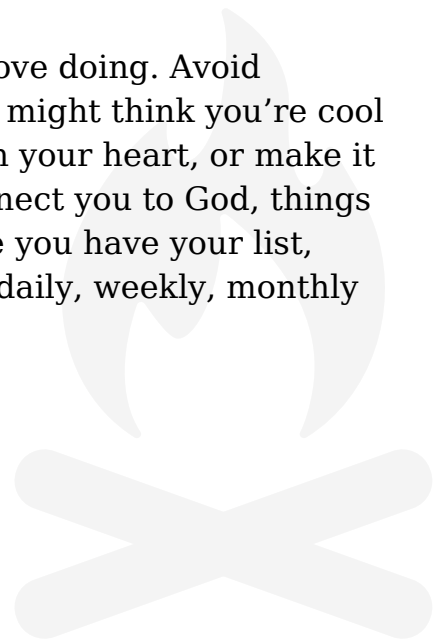 ove doing. Avoid
might think you’re cool
your heart, or make it
nect you to God, things
you have your list,
daily, weekly, monthly